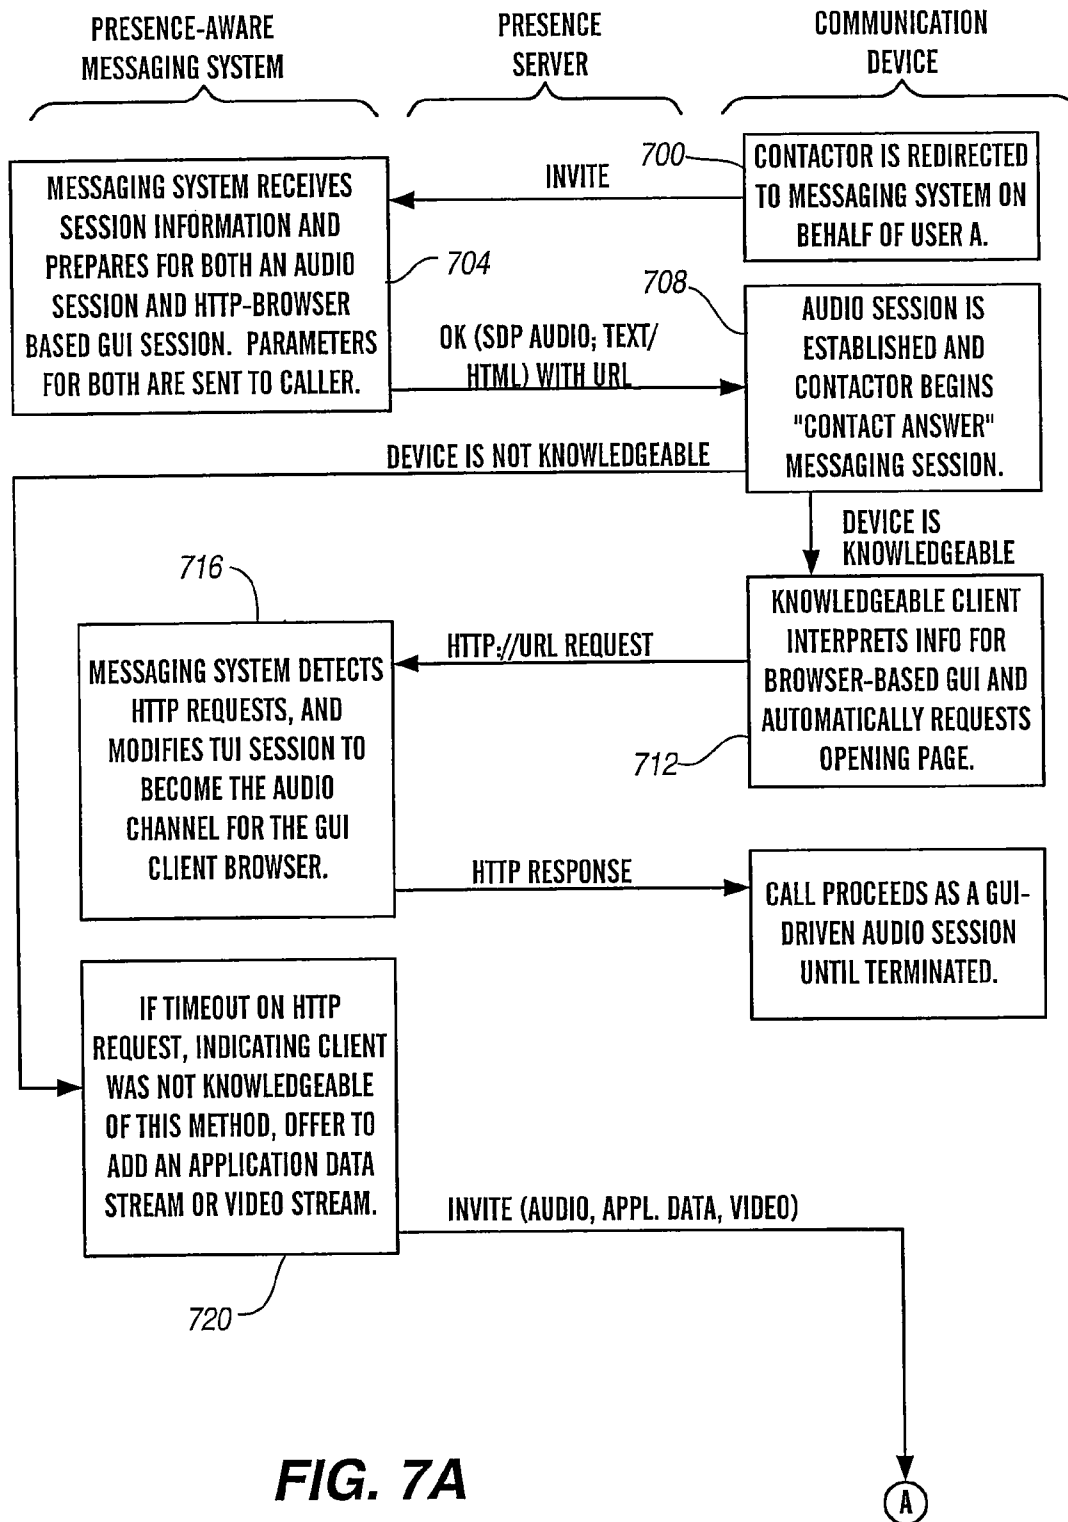 PRESENCE-AWARE
MESSAGING SYSTEM
PRESENCE
SERVER
COMMUNICATION
DEVICE
700
CONTACTOR IS REDIRECTED
TO MESSAGING SYSTEM ON
BEHALF OF USER A.
INVITE
MESSAGING SYSTEM RECEIVES
SESSION INFORMATION AND
PREPARES FOR BOTH AN AUDIO
SESSION AND HTTP-BROWSER
BASED GUI SESSION. PARAMETERS
FOR BOTH ARE SENT TO CALLER.
704
OK (SDP AUDIO; TEXT/
HTML) WITH URL
708
AUDIO SESSION IS
ESTABLISHED AND
CONTACTOR BEGINS
"CONTACT ANSWER"
MESSAGING SESSION.
DEVICE IS NOT KNOWLEDGEABLE
DEVICE IS
KNOWLEDGEABLE
KNOWLEDGEABLE CLIENT
INTERPRETS INFO FOR
BROWSER-BASED GUI AND
AUTOMATICALLY REQUESTS
OPENING PAGE.
712
HTTP://URL REQUEST
716
MESSAGING SYSTEM DETECTS
HTTP REQUESTS, AND
MODIFIES TUI SESSION TO
BECOME THE AUDIO
CHANNEL FOR THE GUI
CLIENT BROWSER.
HTTP RESPONSE
CALL PROCEEDS AS A GUI-
DRIVEN AUDIO SESSION
UNTIL TERMINATED.
IF TIMEOUT ON HTTP
REQUEST, INDICATING CLIENT
WAS NOT KNOWLEDGEABLE
OF THIS METHOD, OFFER TO
ADD AN APPLICATION DATA
STREAM OR VIDEO STREAM.
720
INVITE (AUDIO, APPL. DATA, VIDEO)
A
FIG. 7A